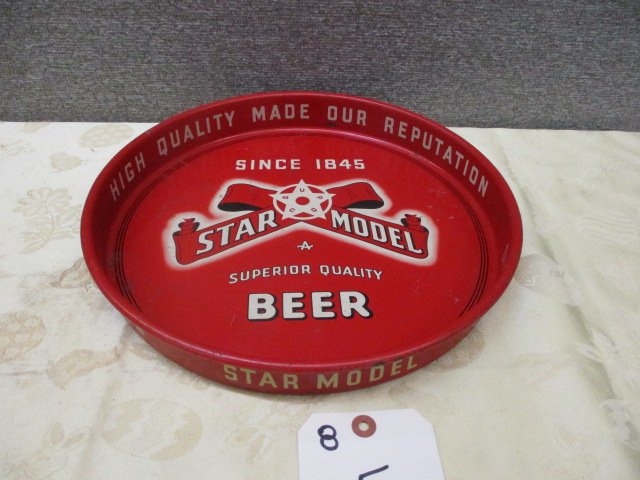 HIGH QUALITY MADE OUR REPUTATION
SINCE 1845
STAR MODEL
A
SUPERIOR QUALITY
BEER
STAR MODEL
8